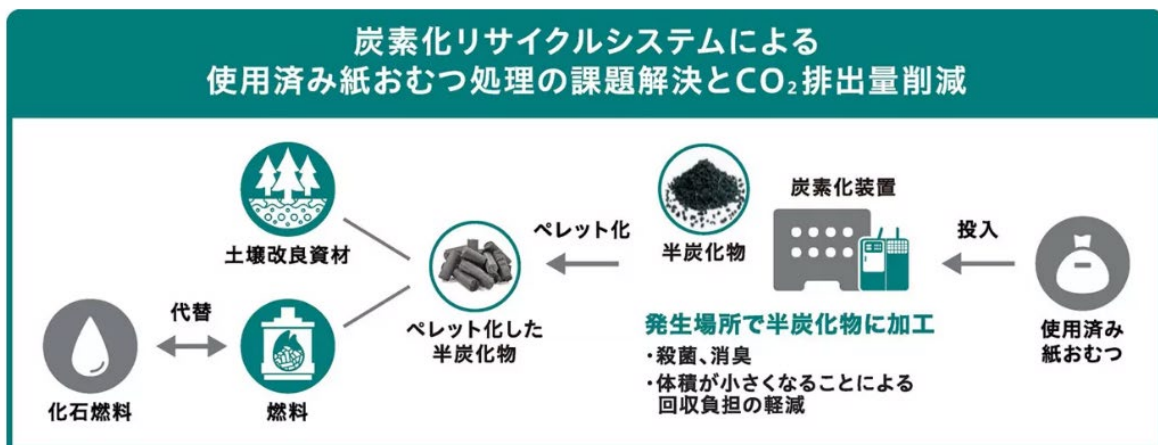 炭素化リサイクルシステムによる
使用済み紙おむつ処理の課題解決とCO₂排出量削減
土壌改良資材
化石燃料
代替
燃料
ペレット化した
半炭化物
ペレット化
半炭化物
炭素化装置
発生場所で半炭化物に加工
・殺菌、消臭
・体積が小さくなることによる
回収負担の軽減
投入
使用済み
紙おむつ